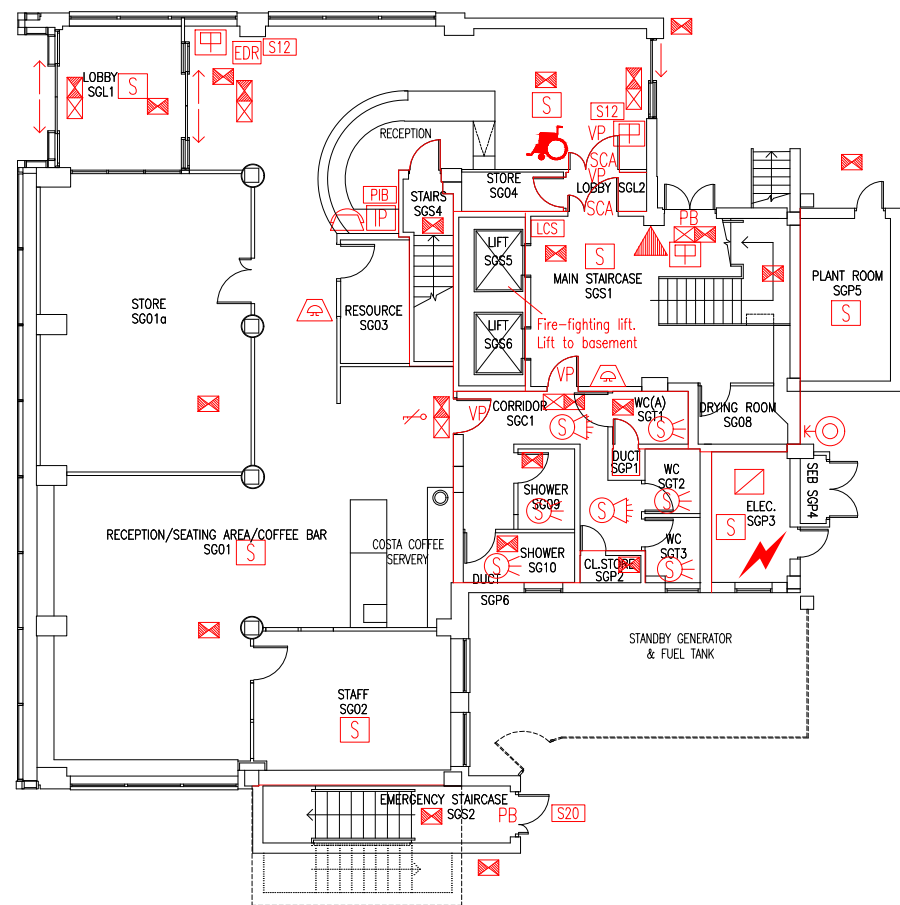 EDR
S12
LOBBY
SGL1
S
S
S12
VP
SCA
RECEPTION
VP
STORE
SG04
LOBBY SGL2
SCA
PIB
IP
STAIRS
SGS4
LCS
PB
LIFT
SGS5
S
MAIN STAIRCASE
SGS1
PLANT ROOM
SGP5
S
STORE
SG01a
RESOURCE
SG03
LIFT
SGS6
Fire-fighting lift.
Lift to basement
VP
VP
CORRIDOR
SGC1
S
WC(A)
SGT1
S
DRYING ROOM
SG08
DUCT
SGP1
WC
SGT2
S
SHOWER
SG09
S
S
ELEC.
SGP3
S
SEB SGP4
RECEPTION/SEATING AREA/COFFEE BAR
SG01
S
COSTA COFFEE
SERVERY
SHOWER
SG10
S
WC
SGT3
S
CL.STORE
SGP2
DUCT
SGP6
STANDBY GENERATOR
& FUEL TANK
STAFF
SG02
S
EMERGENCY STAIRCASE
SGS2
PB
S20